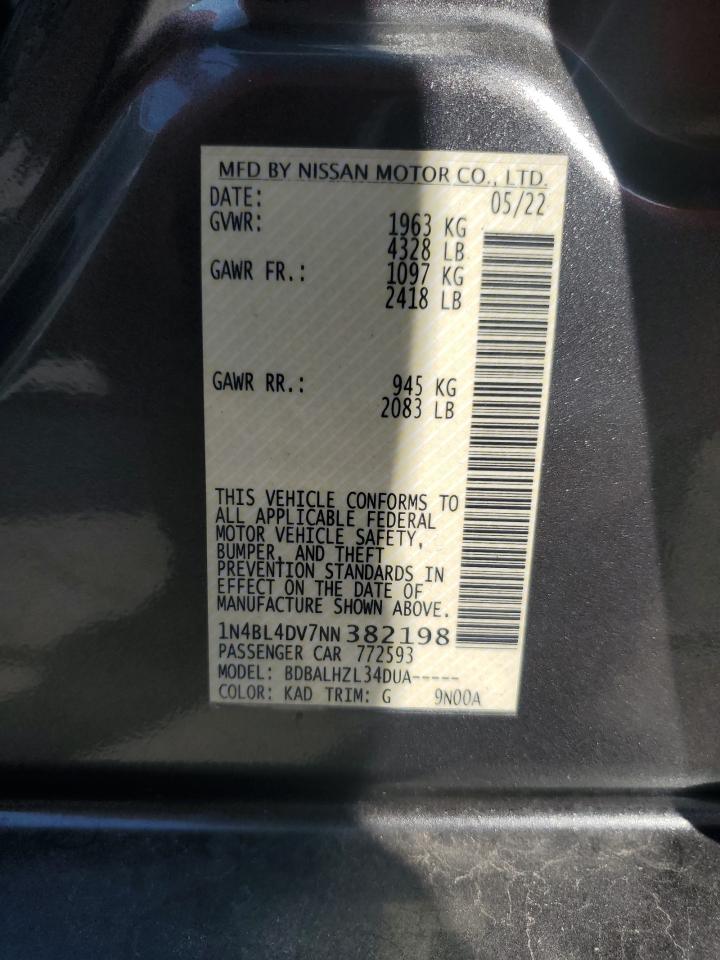 MFD BY NISSAN MOTOR CO., LTD.
DATE: 05/22
GVWR: 1963 KG
4328 LB
GAWR FR.: 1097 KG
2418 LB
GAWR RR.: 945 KG
2083 LB
THIS VEHICLE CONFORMS TO
ALL APPLICABLE FEDERAL
MOTOR VEHICLE SAFETY,
BUMPER, AND THEFT
PREVENTION STANDARDS IN
EFFECT ON THE DATE OF
MANUFACTURE SHOWN ABOVE.
1N4BL4DV7NN382198
PASSENGER CAR 772593
MODEL: BDBALHZL34DUA-----
COLOR: KAD TRIM: G 9N00A